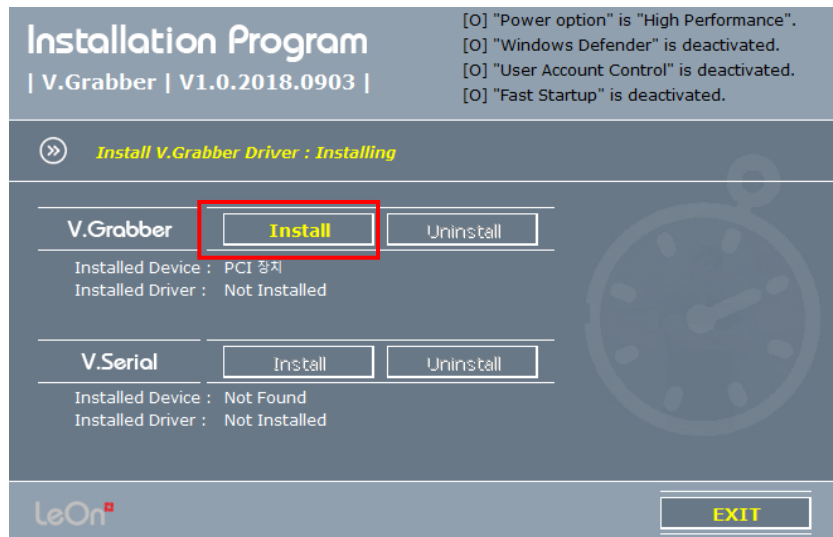 Installation Program
| V.Grabber | V1.0.2018.0903 |
[O] "Power option" is "High Performance".
[O] "Windows Defender" is deactivated.
[O] "User Account Control" is deactivated.
[O] "Fast Startup" is deactivated.
Install V.Grabber Driver : Installing
V.Grabber Install Uninstall
Installed Device : PCI 장치
Installed Driver : Not Installed
V.Serial Install Uninstall
Installed Device : Not Found
Installed Driver : Not Installed
LeOn
EXIT